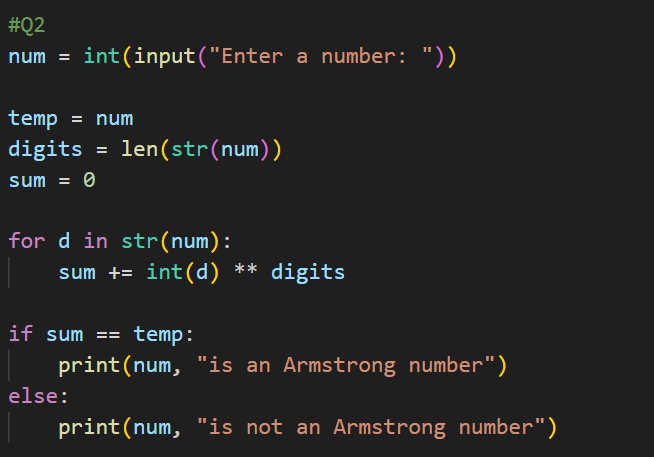 #Q2
num = int(input("Enter a number: "))
temp = num
digits = len(str(num))
sum = 0
for d in str(num):
    sum += int(d) ** digits
if sum == temp:
    print(num, "is an Armstrong number")
else:
    print(num, "is not an Armstrong number")